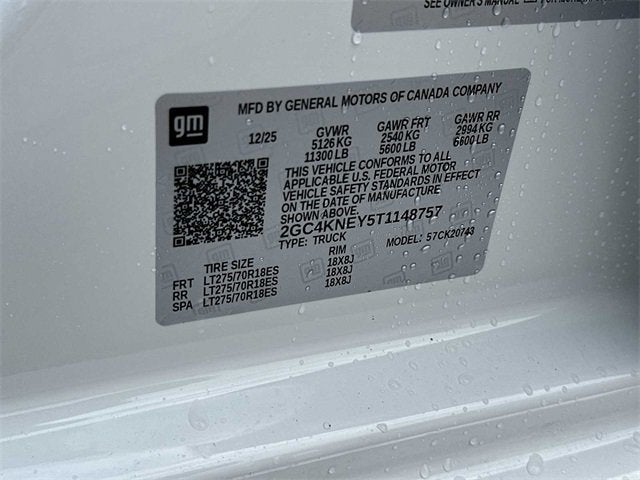 SEE OWNER'S MANUAL
gm
MFD BY GENERAL MOTORS OF CANADA COMPANY
12/25 GVWR GAWR FRT GAWR RR
5126 KG 2540 KG 2994 KG
11300 LB 5600 LB 6600 LB
THIS VEHICLE CONFORMS TO ALL
APPLICABLE U.S. FEDERAL MOTOR
VEHICLE SAFETY STANDARDS IN EFFECT
ON THE DATE OF MANUFACTURE
SHOWN ABOVE.
2GC4KNEY5T1148757
TYPE: TRUCK MODEL: 57CK20743
TIRE SIZE RIM
FRT LT275/70R18ES 18X8J
RR LT275/70R18ES 18X8J
SPA LT275/70R18ES 18X8J